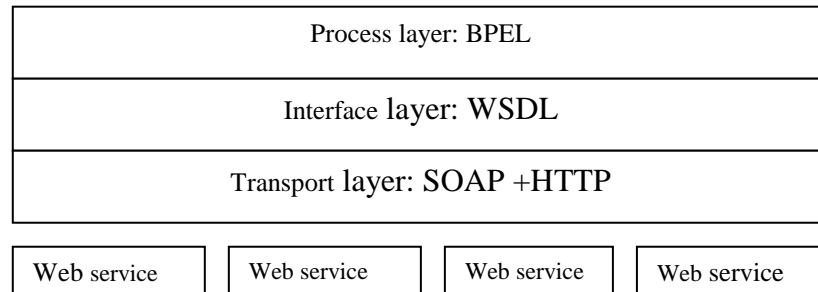 Process layer: BPEL
Interface layer: WSDL
Transport layer: SOAP +HTTP
Web service Web service Web service Web service